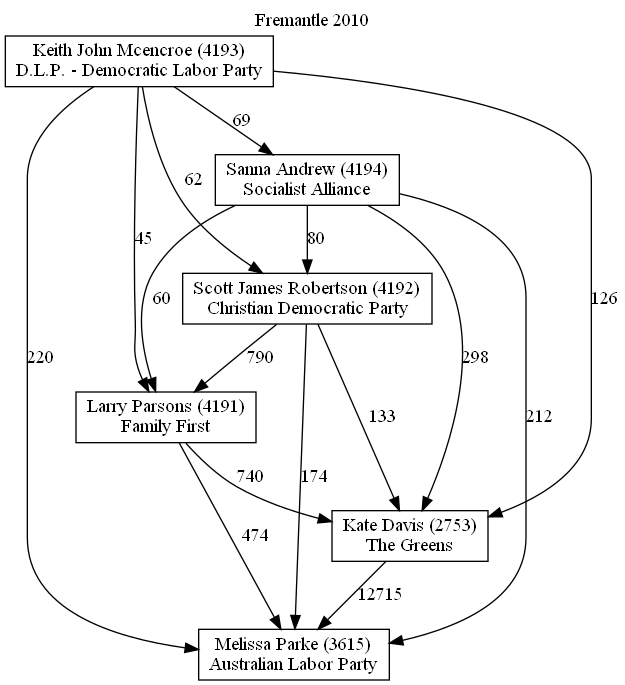 Fremantle 2010
Keith John Mcencroe (4193)
D.L.P. - Democratic Labor Party
69
Sanna Andrew (4194)
Socialist Alliance
62
45
80
60
126
Scott James Robertson (4192)
Christian Democratic Party
220
790
298
Larry Parsons (4191)
Family First
133
212
740
174
474
Kate Davis (2753)
The Greens
12715
Melissa Parke (3615)
Australian Labor Party